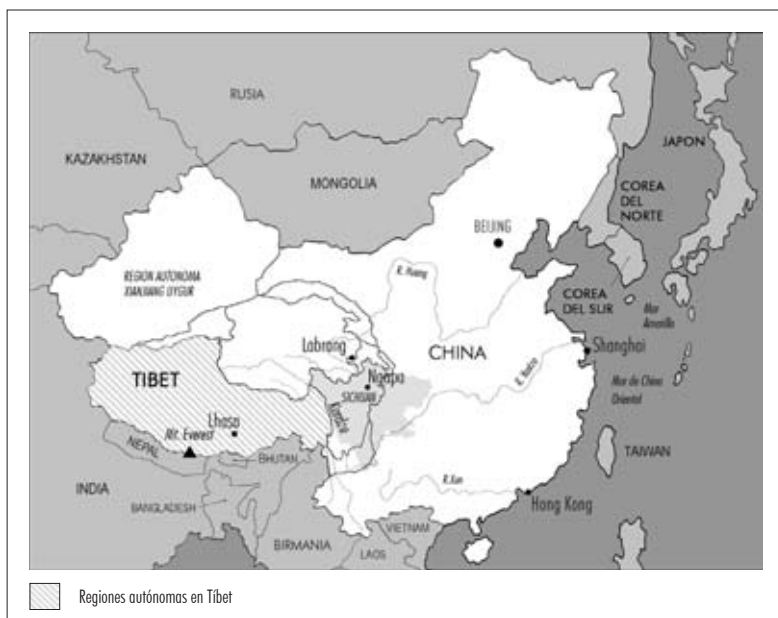 RUSIA
KAZAKHSTAN
MONGOLIA
JAPON
COREA
DEL
NORTE
BEIJING
REGION AUTONOMA
XIANJIANG UYGUR
R. Huang
COREA
DEL SUR
Mar
Amarillo
Labrang
CHINA
Shanghai
TIBET
Ngapa
SICHUAN
Mar de China
Oriental
Lhasa
Mt. Everest
NEPAL
BHUTAN
TAIWAN
INDIA
R. Xun
Hong Kong
BANGLADESH
VIETNAM
BIRMANIA
LAOS
Regiones autónomas en Tíbet